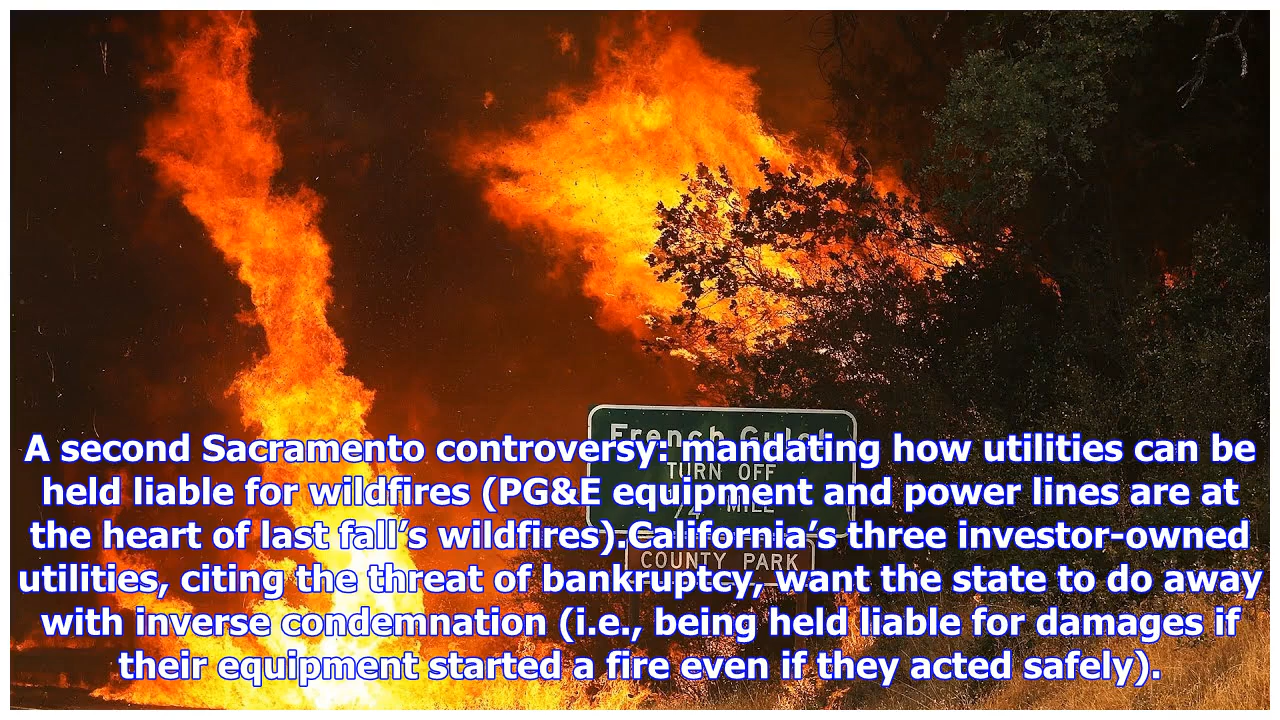 French Gulch
A second Sacramento controversy: mandating how utilities can be
TURN OFF
held liable for wildfires (PG&E equipment and power lines are at
MILE
the heart of last fall’s wildfires).California’s three investor-owned
COUNTY PARK
utilities, citing the threat of bankruptcy, want the state to do away
with inverse condemnation (i.e., being held liable for damages if
their equipment started a fire even if they acted safely).